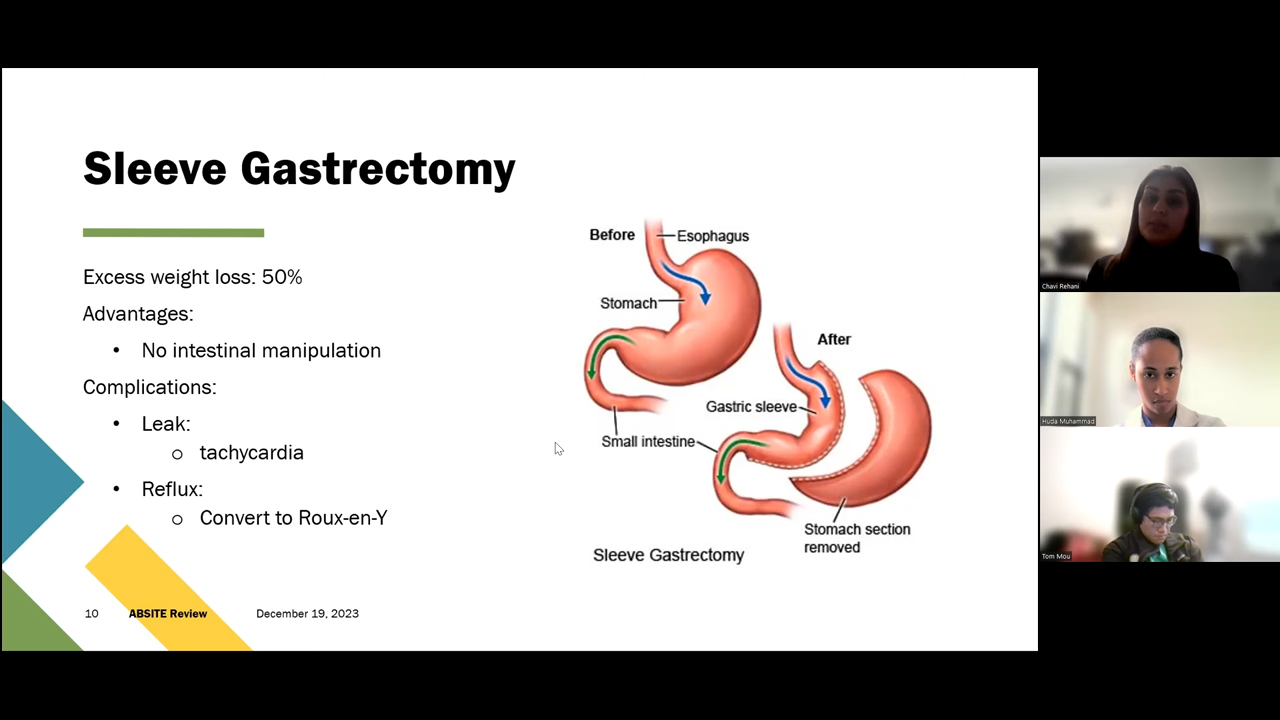 Sleeve Gastrectomy
Excess weight loss: 50%
Advantages:
• No intestinal manipulation
Complications:
• Leak:
o tachycardia
• Reflux:
o Convert to Roux-en-Y
Before
Esophagus
Stomach
After
Gastric sleeve
Small intestine
Stomach section
removed
Sleeve Gastrectomy
10 ABSITE Review December 19, 2023
Chavi Rehani
Huda Muhammad
Tom Mou